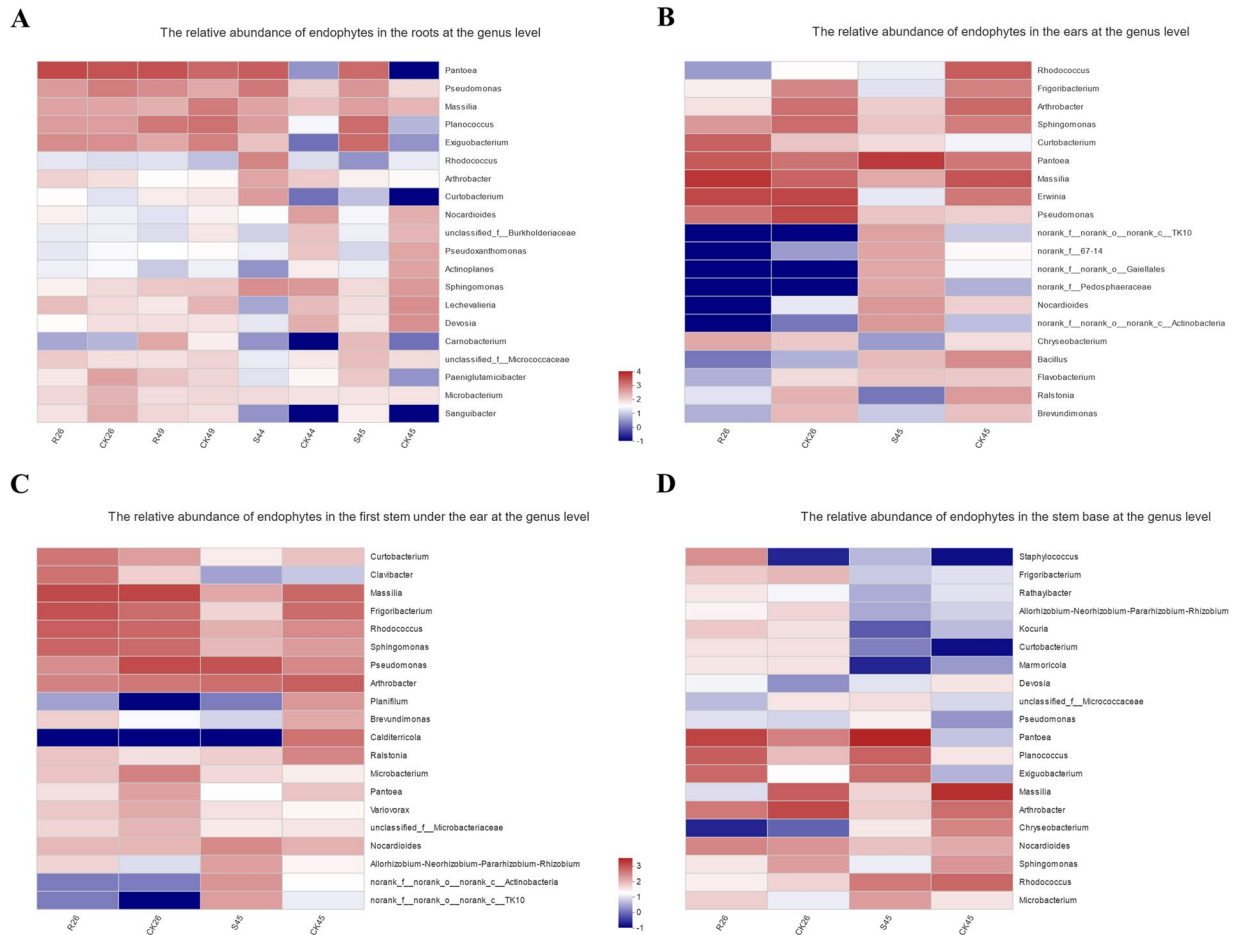 A
The relative abundance of endophytes in the roots at the genus level
Pantoea
Pseudomonas
Massilia
Planococcus
Exiguobacterium
Rhodococcus
Arthrobacter
Curtobacterium
Nocardioides
unclassified_f__Burkholderiaceae
Pseudoxanthomonas
Actinoplanes
Sphingomonas
Lechevalieria
Devosia
Carnobacterium
unclassified_f__Micrococcaceae
Paeniglutamicibacter
Microbacterium
Sanguibacter
R26 CK26 R49 CK49 S44 CK44 S45 CK45
4
3
2
1
0
-1
B
The relative abundance of endophytes in the ears at the genus level
Rhodococcus
Frigoribacterium
Arthrobacter
Sphingomonas
Curtobacterium
Pantoea
Massilia
Erwinia
Pseudomonas
norank_f__norank_o__norank_c__TK10
norank_f__67-14
norank_f__norank_o__Gaiellales
norank_f__Pedosphaeraceae
Nocardioides
norank_f__norank_o__norank_c__Actinobacteria
Chryseobacterium
Bacillus
Flavobacterium
Ralstonia
Brevundimonas
R26 CK26 S45 CK45
C
The relative abundance of endophytes in the first stem under the ear at the genus level
Curtobacterium
Clavibacter
Massilia
Frigoribacterium
Rhodococcus
Sphingomonas
Pseudomonas
Arthrobacter
Planifilum
Brevundimonas
Calditerricola
Ralstonia
Microbacterium
Pantoea
Variovorax
unclassified_f__Microbacteriaceae
Nocardioides
Allorhizobium-Neorhizobium-Pararhizobium-Rhizobium
norank_f__norank_o__norank_c__Actinobacteria
norank_f__norank_o__norank_c__TK10
R26 CK26 S45 CK45
3
2
1
0
-1
D
The relative abundance of endophytes in the stem base at the genus level
Staphylococcus
Frigoribacterium
Rathayibacter
Allorhizobium-Neorhizobium-Pararhizobium-Rhizobium
Kocuria
Curtobacterium
Marmoricola
Devosia
unclassified_f__Micrococcaceae
Pseudomonas
Pantoea
Planococcus
Exiguobacterium
Massilia
Arthrobacter
Chryseobacterium
Nocardioides
Sphingomonas
Rhodococcus
Microbacterium
R26 CK26 S45 CK45